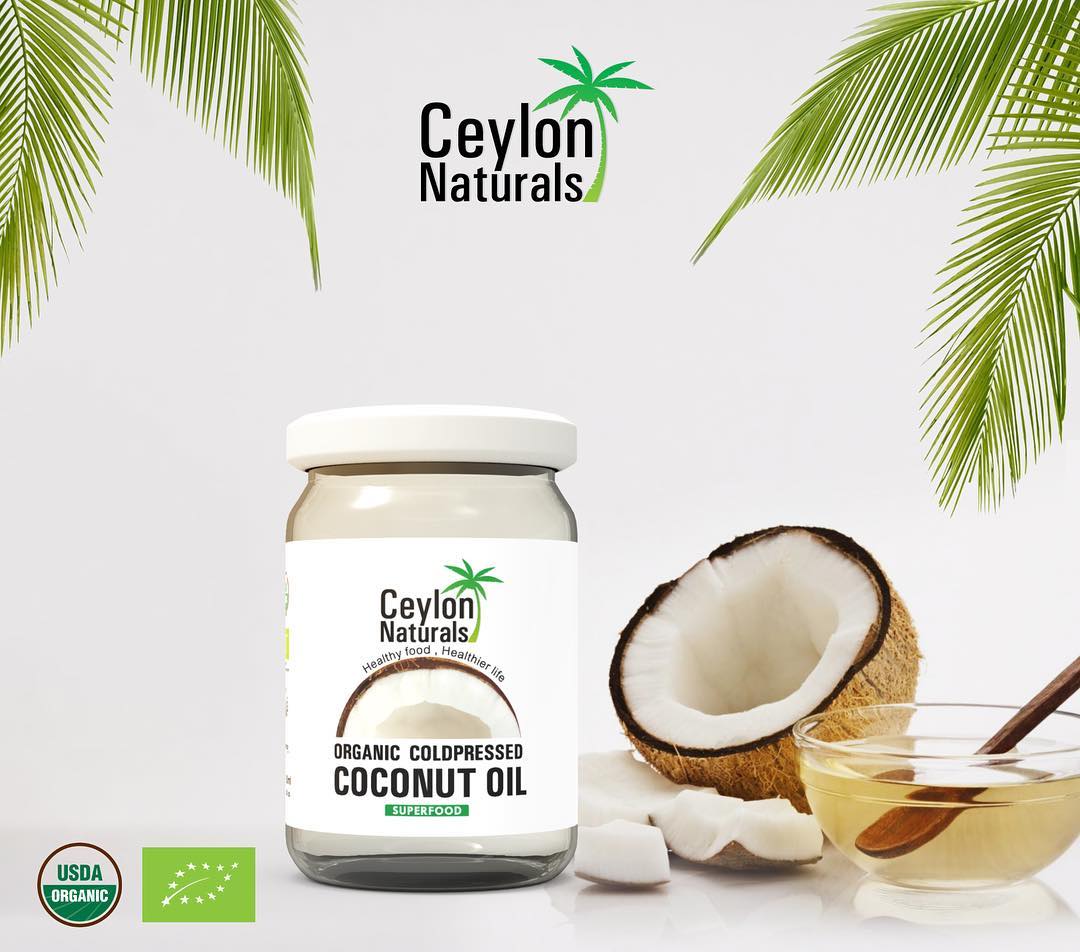 Ceylon
Naturals
Ceylon
Naturals
Healthy food , Healthier life
ORGANIC COLDPRESSED
COCONUT OIL
SUPERFOOD
USDA
ORGANIC